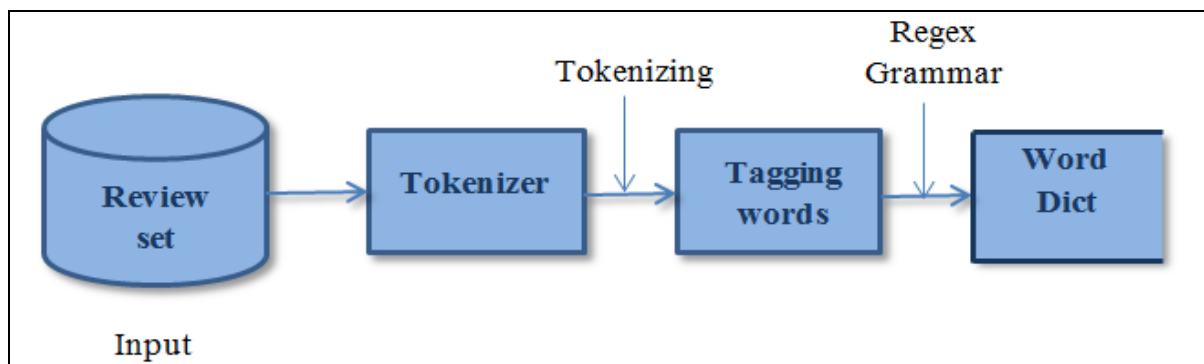 Review
set
Input
Tokenizer
Tokenizing
Tagging
words
Regex
Grammar
Word
Dict